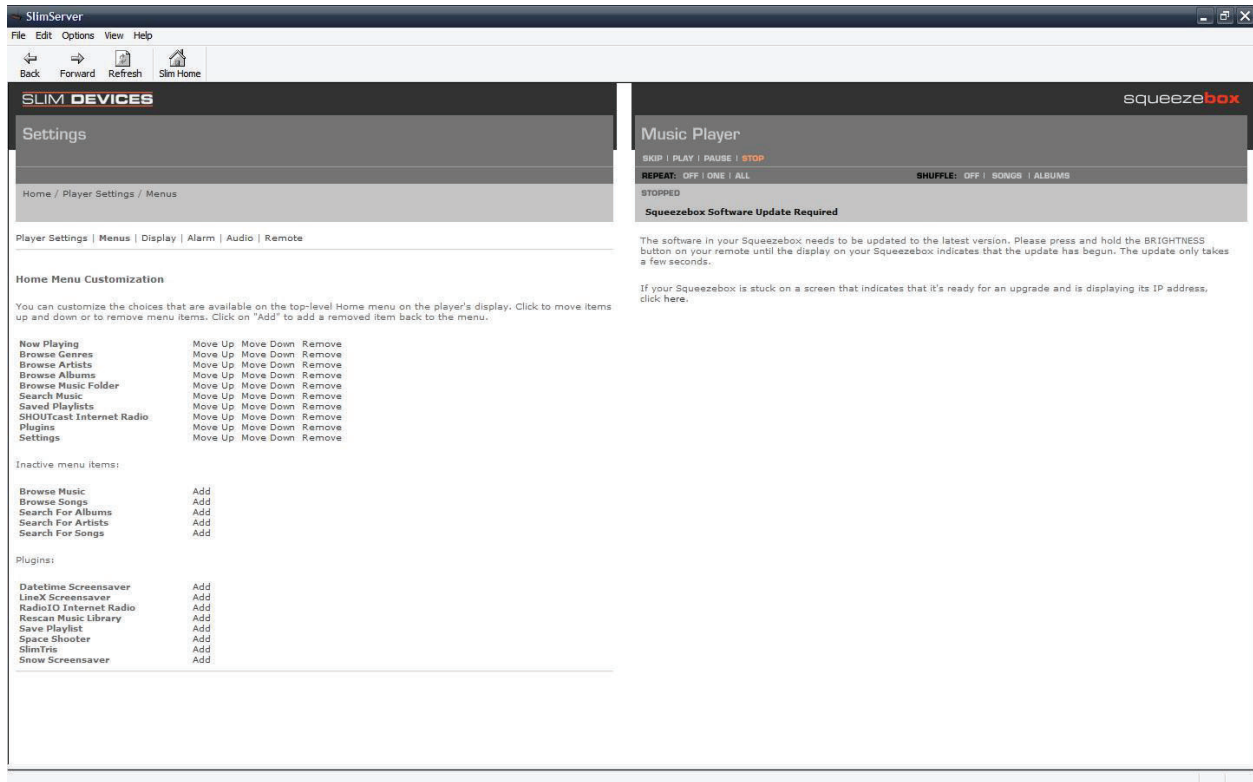 SlimServer
File Edit Options View Help
Back Forward Refresh Slim Home
SLIM DEVICES
Settings
Home / Player Settings / Menus
Player Settings | Menus | Display | Alarm | Audio | Remote
Home Menu Customization
You can customize the choices that are available on the top-level Home menu on the player's display. Click to move items
up and down or to remove menu items. Click on "Add" to add a removed item back to the menu.
Now Playing Move Up Move Down Remove
Browse Genres Move Up Move Down Remove
Browse Artists Move Up Move Down Remove
Browse Albums Move Up Move Down Remove
Browse Music Folder Move Up Move Down Remove
Search Music Move Up Move Down Remove
Saved Playlists Move Up Move Down Remove
SHOUTcast Internet Radio Move Up Move Down Remove
Plugins Move Up Move Down Remove
Settings Move Up Move Down Remove
Inactive menu items:
Browse Music Add
Browse Songs Add
Search For Albums Add
Search For Artists Add
Search For Songs Add
Plugins:
Datetime Screensaver Add
LineX Screensaver Add
RadioIO Internet Radio Add
Rescan Music Library Add
Save Playlist Add
Space Shooter Add
SlimTris Add
Snow Screensaver Add
squeezebox
Music Player
SKIP | PLAY | PAUSE | STOP
REPEAT: OFF | ONE | ALL SHUFFLE: OFF | SONGS | ALBUMS
STOPPED
Squeezebox Software Update Required
The software in your Squeezebox needs to be updated to the latest version. Please press and hold the BRIGHTNESS
button on your remote until the display on your Squeezebox indicates that the update has begun. The update only takes
a few seconds.
If your Squeezebox is stuck on a screen that indicates that it's ready for an upgrade and is displaying its IP address,
click here.